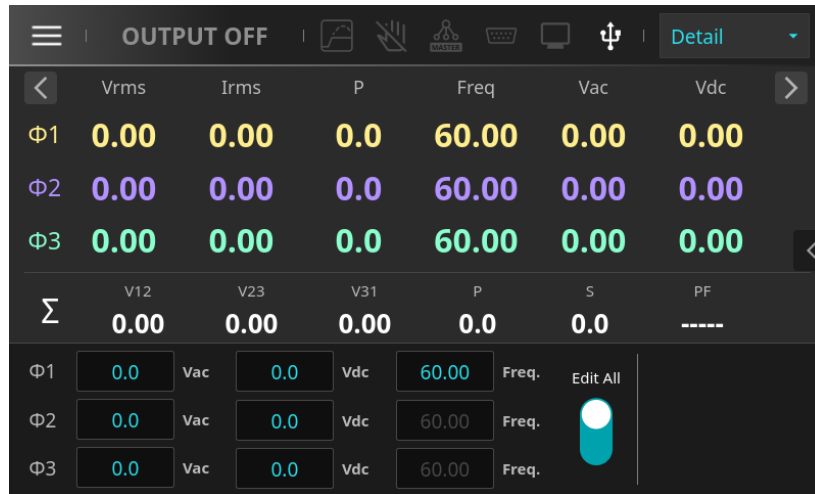 OUTPUT OFF MASTER Detail
Vrms Irms P Freq Vac Vdc
Φ1 0.00 0.00 0.0 60.00 0.00 0.00
Φ2 0.00 0.00 0.0 60.00 0.00 0.00
Φ3 0.00 0.00 0.0 60.00 0.00 0.00
V12 V23 V31 P S PF
Σ 0.00 0.00 0.00 0.0 0.0 -----
Φ1 0.0 Vac 0.0 Vdc 60.00 Freq. Edit All
Φ2 0.0 Vac 0.0 Vdc 60.00 Freq.
Φ3 0.0 Vac 0.0 Vdc 60.00 Freq.